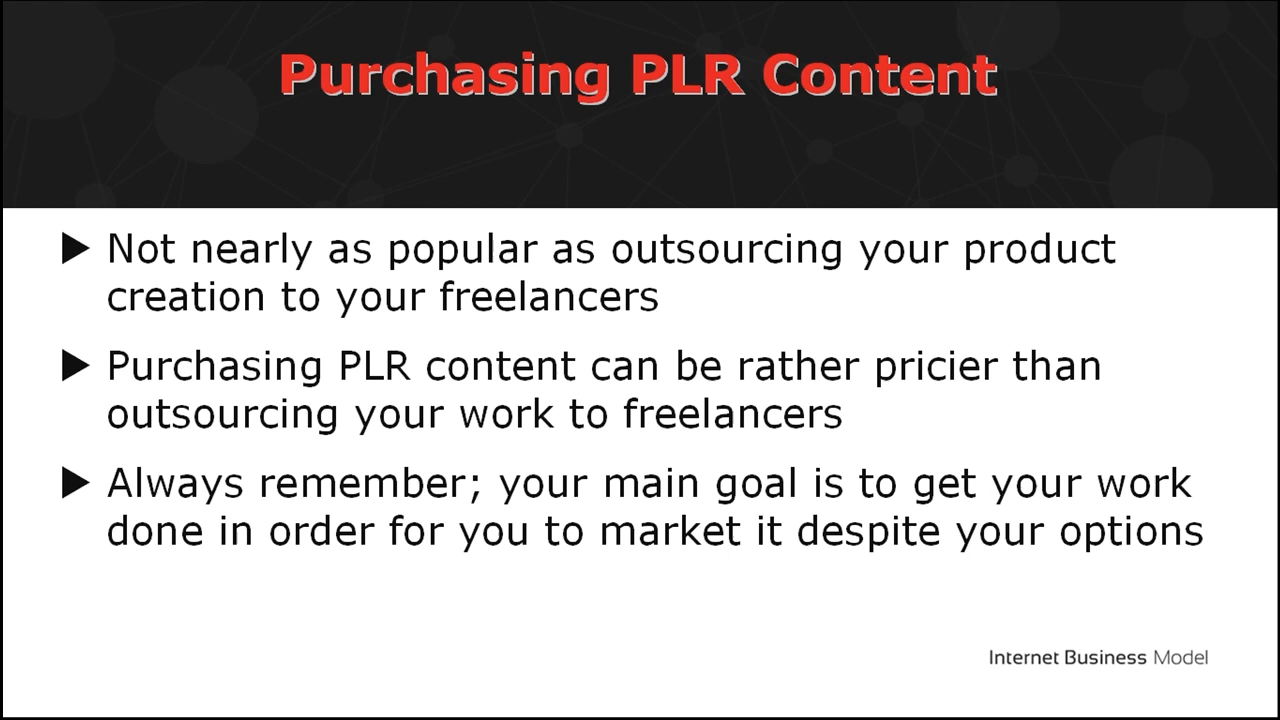 Purchasing PLR Content
▶ Not nearly as popular as outsourcing your product
creation to your freelancers
▶ Purchasing PLR content can be rather pricier than
outsourcing your work to freelancers
▶ Always remember; your main goal is to get your work
done in order for you to market it despite your options
Internet Business Model